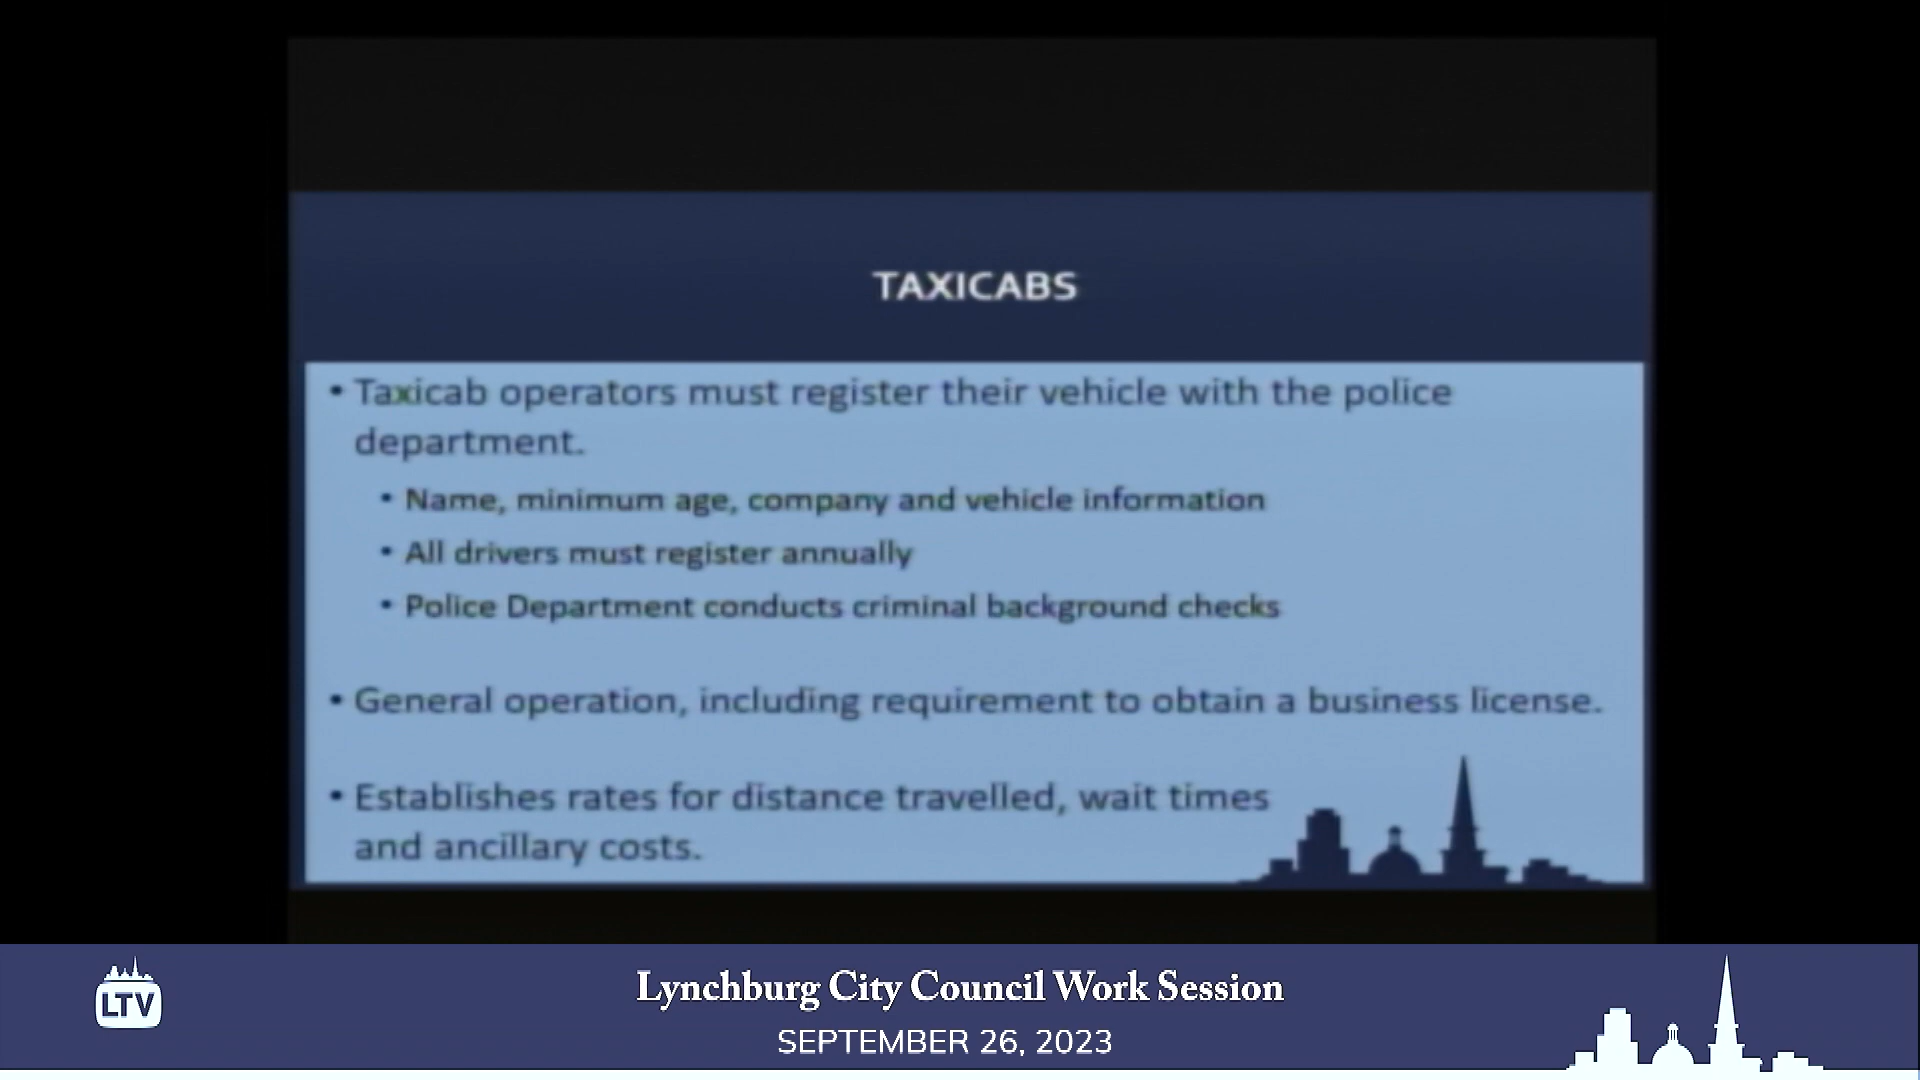 TAXICABS
• Taxicab operators must register their vehicle with the police
department.
• Name, minimum age, company and vehicle information
• All drivers must register annually
• Police Department conducts criminal background checks
• General operation, including requirement to obtain a business license.
• Establishes rates for distance travelled, wait times
and ancillary costs.
LTV
Lynchburg City Council Work Session
SEPTEMBER 26, 2023